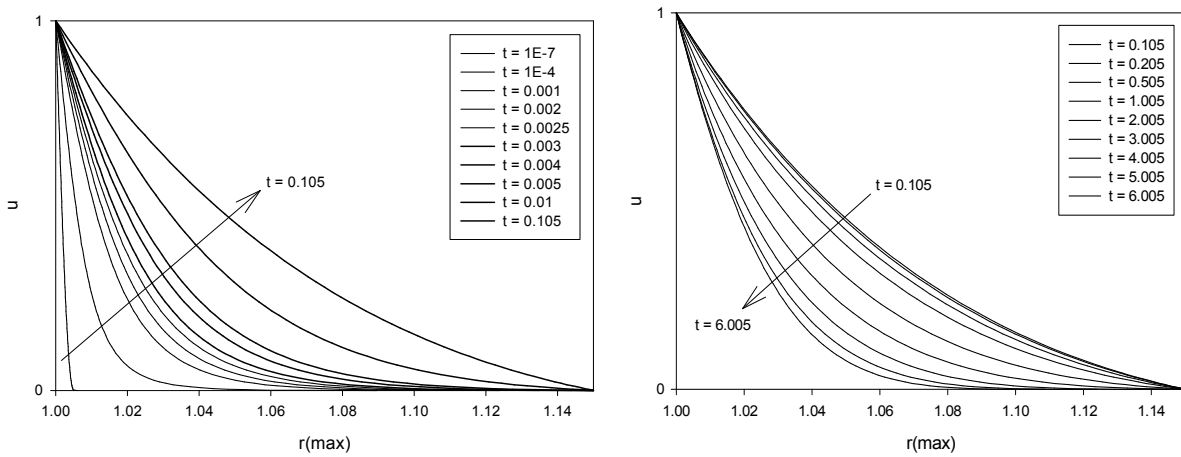 1
u
0
t = 1E-7
t = 1E-4
t = 0.001
t = 0.002
t = 0.0025
t = 0.003
t = 0.004
t = 0.005
t = 0.01
t = 0.105
t = 0.105
1.00 1.02 1.04 1.06 1.08 1.10 1.12 1.14
r(max)
1
u
0
t = 0.105
t = 0.205
t = 0.505
t = 1.005
t = 2.005
t = 3.005
t = 4.005
t = 5.005
t = 6.005
t = 0.105
t = 6.005
1.00 1.02 1.04 1.06 1.08 1.10 1.12 1.14
r(max)